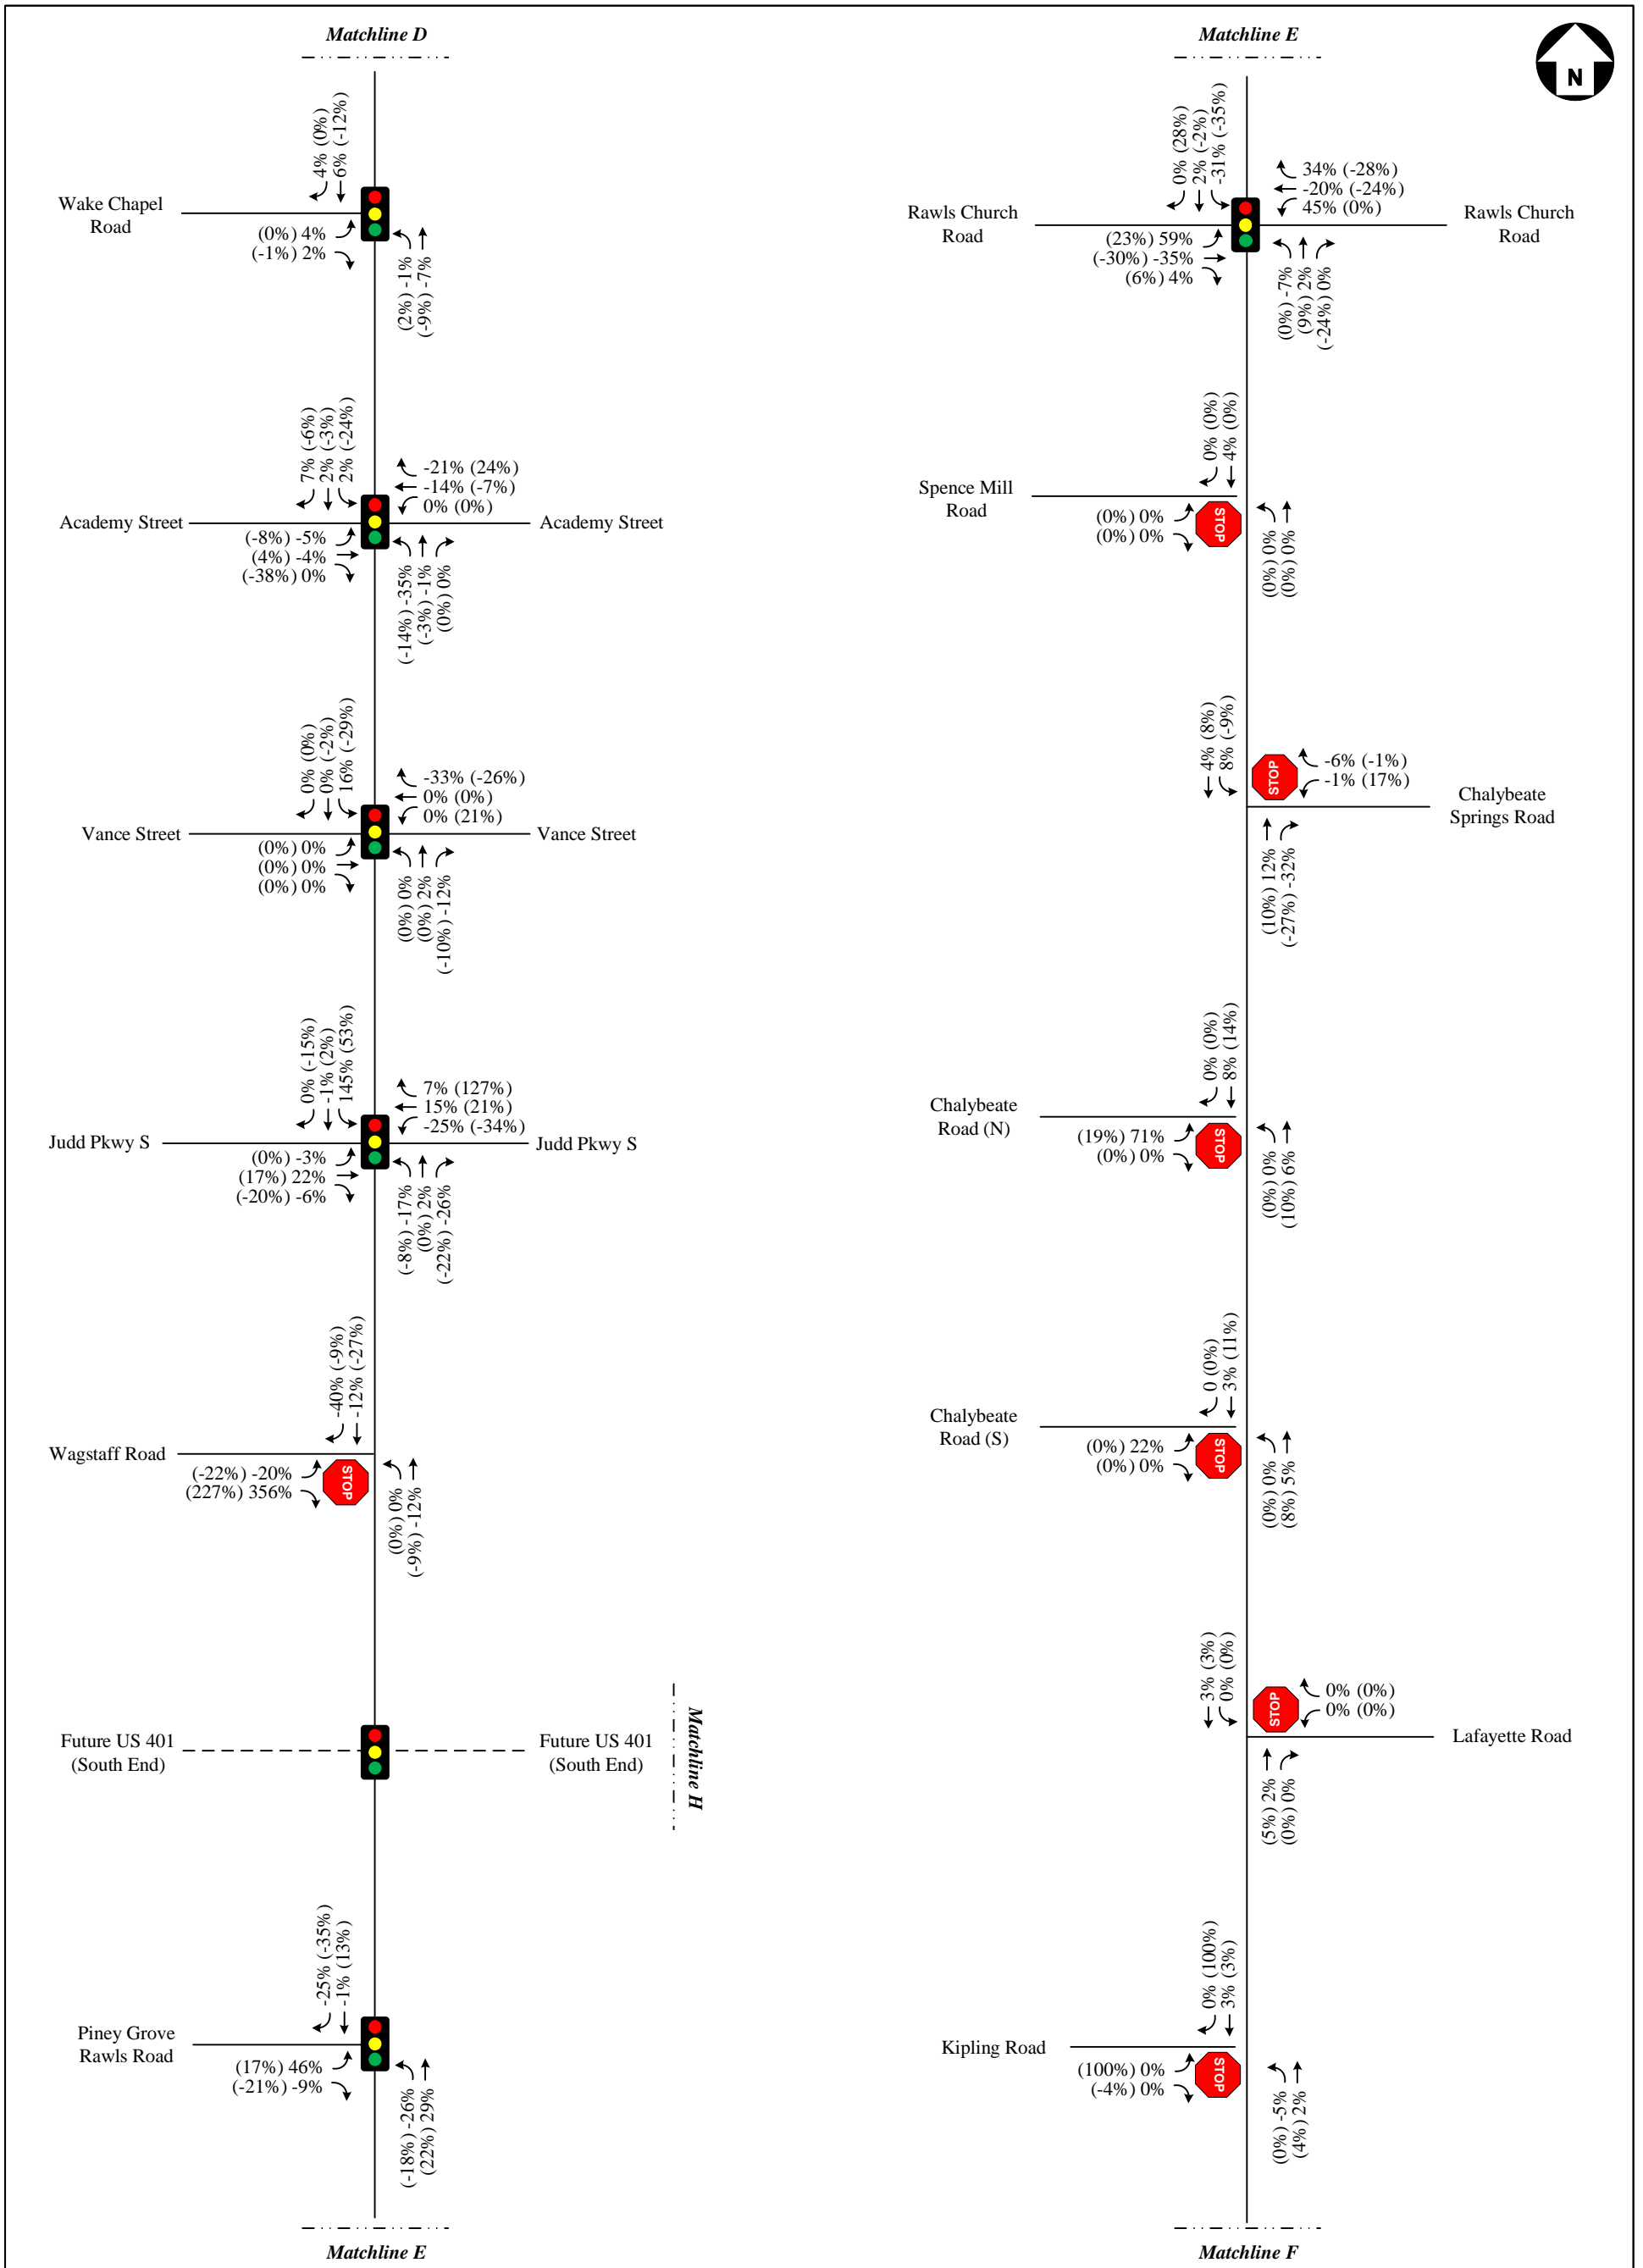 Matchline D
4% (0%)
6% (-12%)
Wake Chapel
Road
(0%) 4%
(-1%) 2%
(2%) -1%
(-9%) -7%
7% (-6%)
2% (-3%)
2% (-24%)
-21% (24%)
-14% (-7%)
0% (0%)
Academy Street
Academy Street
(-8%) -5%
(4%) -4%
(-38%) 0%
(-14%) -35%
(-3%) -1%
(0%) 0%
0% (0%)
0% (-2%)
16% (-29%)
-33% (-26%)
0% (0%)
0% (21%)
Vance Street
Vance Street
(0%) 0%
(0%) 0%
(0%) 0%
(0%) 0%
(0%) 2%
(-10%) -12%
0% (-15%)
-1% (2%)
145% (53%)
7% (127%)
15% (21%)
-25% (-34%)
Judd Pkwy S
Judd Pkwy S
(0%) -3%
(17%) 22%
(-20%) -6%
(-8%) -17%
(0%) 2%
(-22%) -26%
-40% (-9%)
-12% (-27%)
Wagstaff Road
(-22%) -20%
(227%) 356%
STOP
(0%) 0%
(-9%) -12%
Future US 401
(South End)
Future US 401
(South End)
Matchline H
-25% (-35%)
-1% (13%)
Piney Grove
Rawls Road
(17%) 46%
(-21%) -9%
(-18%) -26%
(22%) 29%
Matchline E
Matchline E
N
0% (28%)
2% (-2%)
-31% (-35%)
34% (-28%)
-20% (-24%)
45% (0%)
Rawls Church
Road
Rawls Church
Road
(23%) 59%
(-30%) -35%
(6%) 4%
(0%) -7%
(9%) 2%
(-24%) 0%
0% (0%)
4% (0%)
Spence Mill
Road
(0%) 0%
(0%) 0%
STOP
(0%) 0%
(0%) 0%
4% (8%)
8% (-9%)
STOP
-6% (-1%)
-1% (17%)
Chalybeate
Springs Road
(10%) 12%
(-27%) -32%
0% (0%)
8% (14%)
Chalybeate
Road (N)
(19%) 71%
(0%) 0%
STOP
(0%) 0%
(10%) 6%
0 (0%)
3% (11%)
Chalybeate
Road (S)
(0%) 22%
(0%) 0%
STOP
(0%) 0%
(8%) 5%
3% (3%)
0% (0%)
STOP
0% (0%)
0% (0%)
Lafayette Road
(5%) 2%
(0%) 0%
0% (100%)
3% (3%)
Kipling Road
(100%) 0%
(-4%) 0%
STOP
(0%) -5%
(4%) 2%
Matchline F